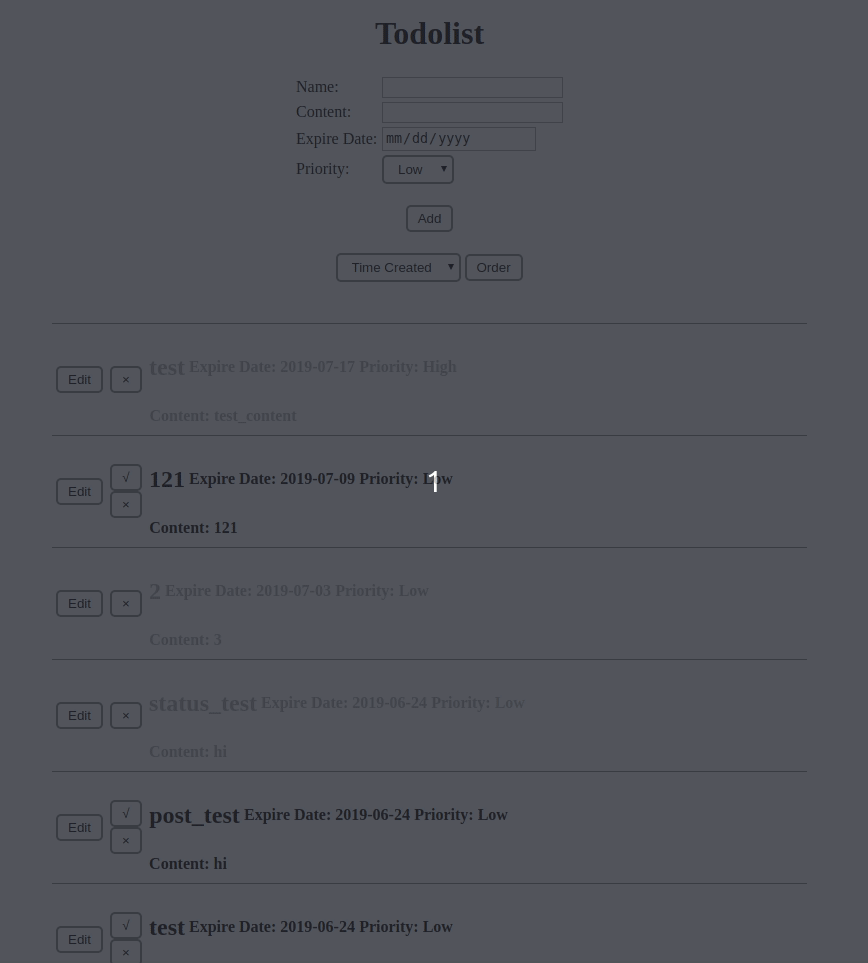 Todolist
Name:
Content:
Expire Date: mm/dd/yyyy
Priority: Low
Add
Time Created Order
Edit × test Expire Date: 2019-07-17 Priority: High
Content: test_content
Edit √ × 121 Expire Date: 2019-07-09 Priority: Low
1
Content: 121
Edit × 2 Expire Date: 2019-07-03 Priority: Low
Content: 3
Edit × status_test Expire Date: 2019-06-24 Priority: Low
Content: hi
Edit √ × post_test Expire Date: 2019-06-24 Priority: Low
Content: hi
Edit √ × test Expire Date: 2019-06-24 Priority: Low